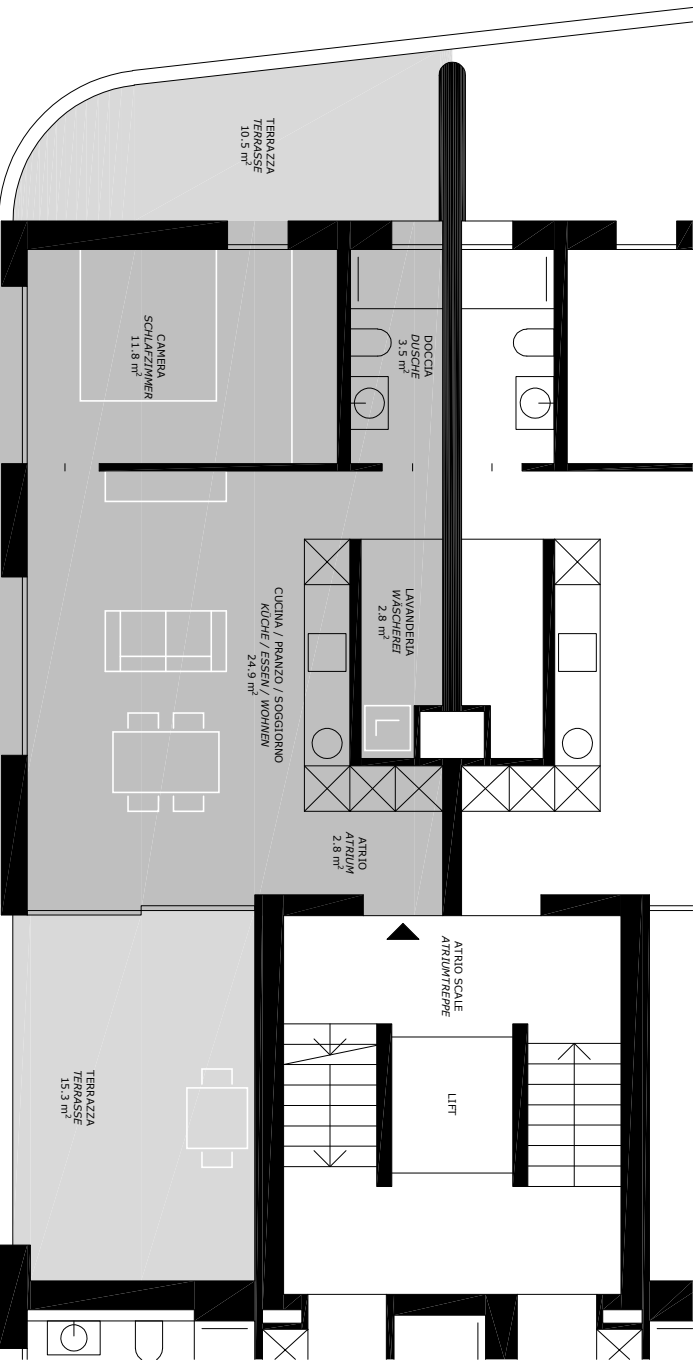 TERRAZZA
TERRASSE
10.5 m²
CAMERA
SCHLAFZIMMER
11.8 m²
DOCCIA
DUSCHE
3.5 m²
CUCINA / PRANZO / SOGGIORNO
KÜCHE / ESSEN / WOHNEN
24.9 m²
LAVANDERIA
WÄSCHEREI
2.8 m²
L
ATRIO
ATRIUM
2.8 m²
ATRIO SCALE
ATRIUMTREPPE
LIFT
TERRAZZA
TERRASSE
15.3 m²